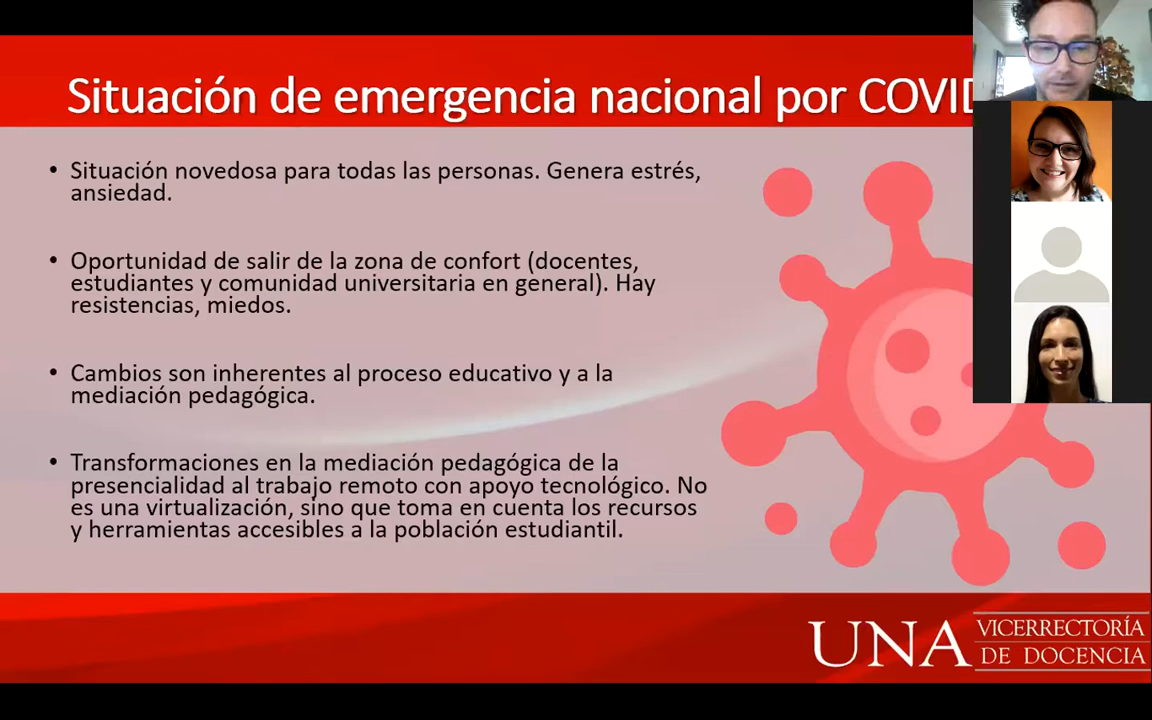 Situación de emergencia nacional por COVID
• Situación novedosa para todas las personas. Genera estrés,
ansiedad.
• Oportunidad de salir de la zona de confort (docentes,
estudiantes y comunidad universitaria en general). Hay
resistencias, miedos.
• Cambios son inherentes al proceso educativo y a la
mediación pedagógica.
• Transformaciones en la mediación pedagógica de la
presencialidad al trabajo remoto con apoyo tecnológico. No
es una virtualización, sino que toma en cuenta los recursos
y herramientas accesibles a la población estudiantil.
UNA
VICERRECTORÍA
DE DOCENCIA